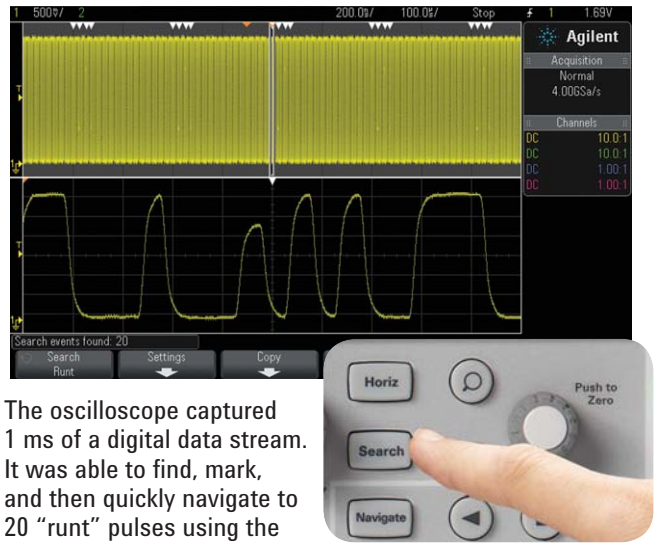 1 500▽/ 2 200.0▽/ 100.0▽/ Stop 1 1.69V
Agilent
Acquisition
Normal
4.00GSa/s
Channels
DC 10.0:1
DC 10.0:1
DC 1.00:1
DC 1.00:1
T
T
Search events found: 20
Search Settings Copy
Runt
Horiz
Push to
Zero
Search
Navigate
The oscilloscope captured
1 ms of a digital data stream.
It was able to find, mark,
and then quickly navigate to
20 “runt” pulses using the